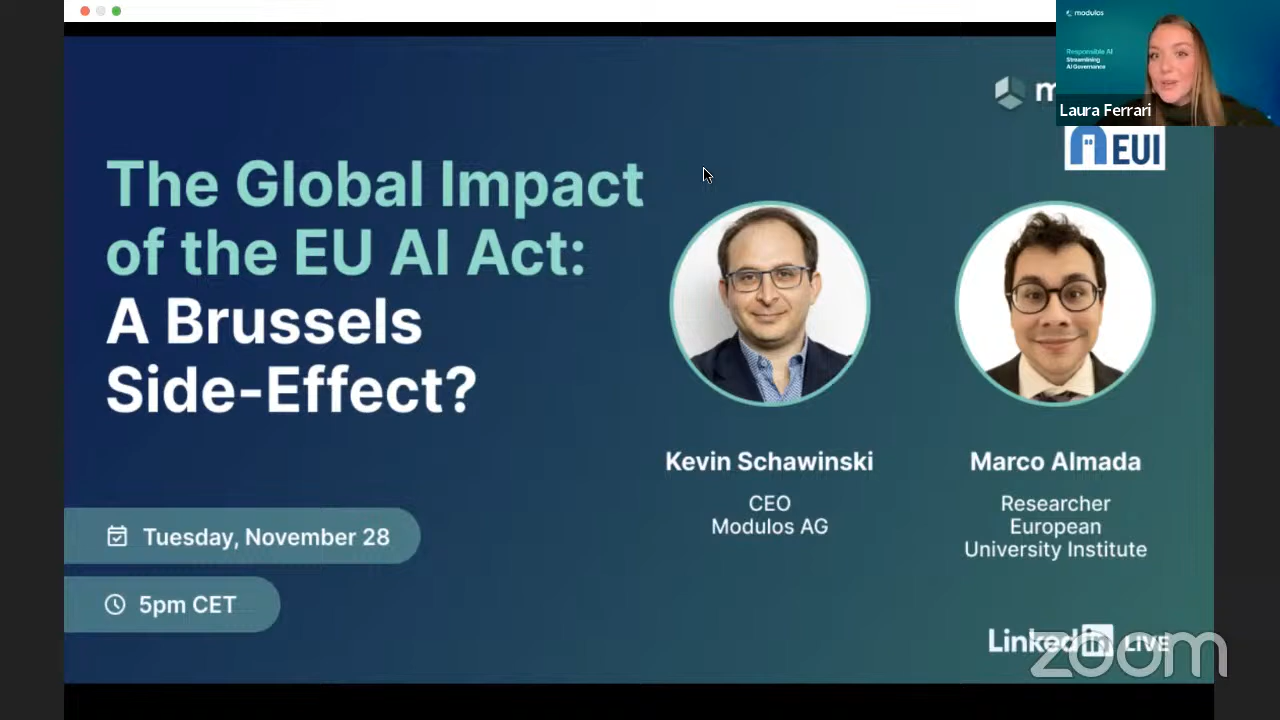 modulos
Responsible AI
Streamlining
AI Governance
Laura Ferrari
m
EUI
The Global Impact
of the EU AI Act:
A Brussels
Side-Effect?
Kevin Schawinski
CEO
Modulos AG
Marco Almada
Researcher
European
University Institute
Tuesday, November 28
5pm CET
LinkedIn LIVE
zoom